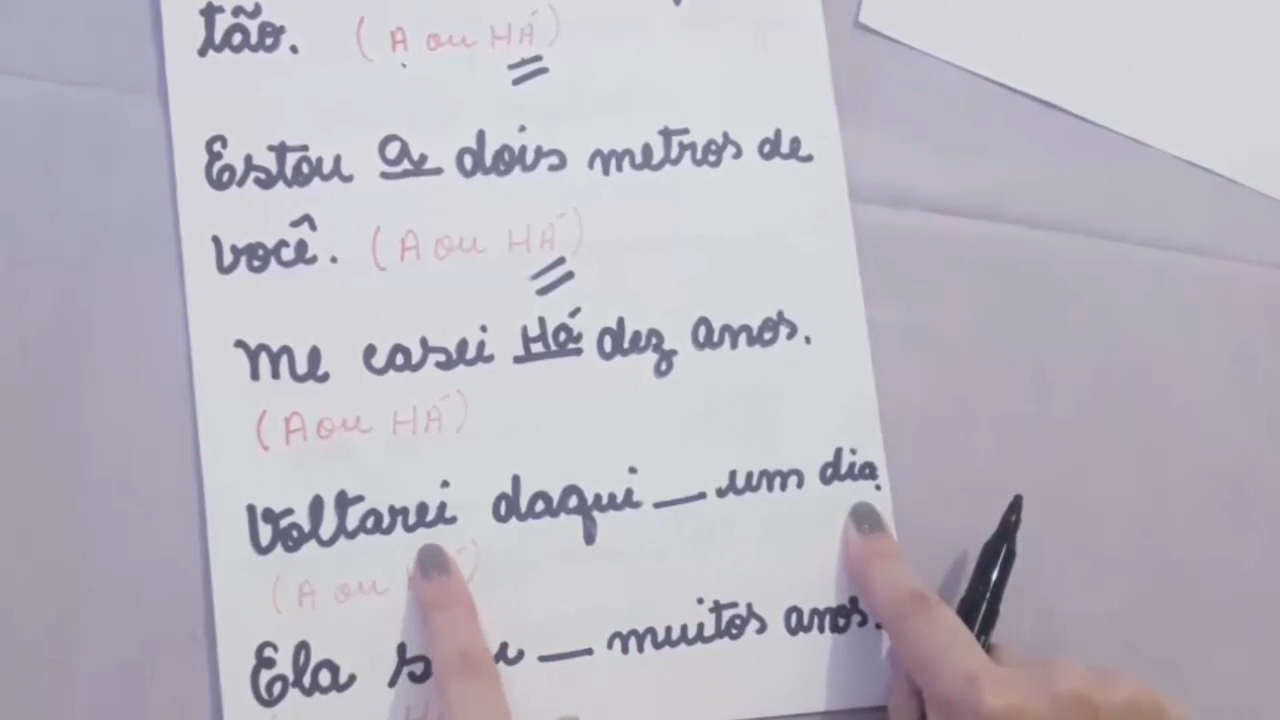 tão. (A ou HÁ)
Estou a dois metros de
você. (A ou HÁ)
Me casei Há dez anos.
(A ou HÁ)
Voltarei daqui _ um dia.
(A ou
Ela _ muitos anos.